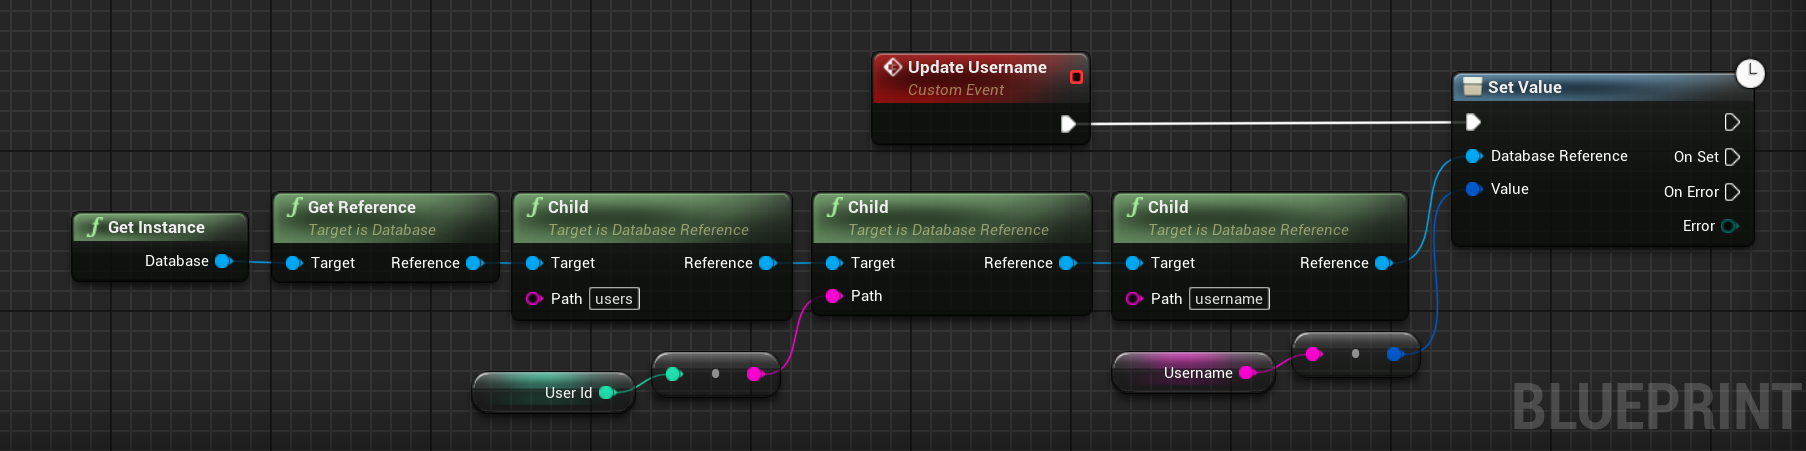 Update Username
Custom Event
Set Value
Database Reference
On Set
Value
On Error
Error
Get Instance
Database
Get Reference
Target is Database
Target
Reference
Child
Target is Database Reference
Target
Reference
Path users
Child
Target is Database Reference
Target
Reference
Path
Child
Target is Database Reference
Target
Reference
Path username
User Id
Username
BLUEPRINT